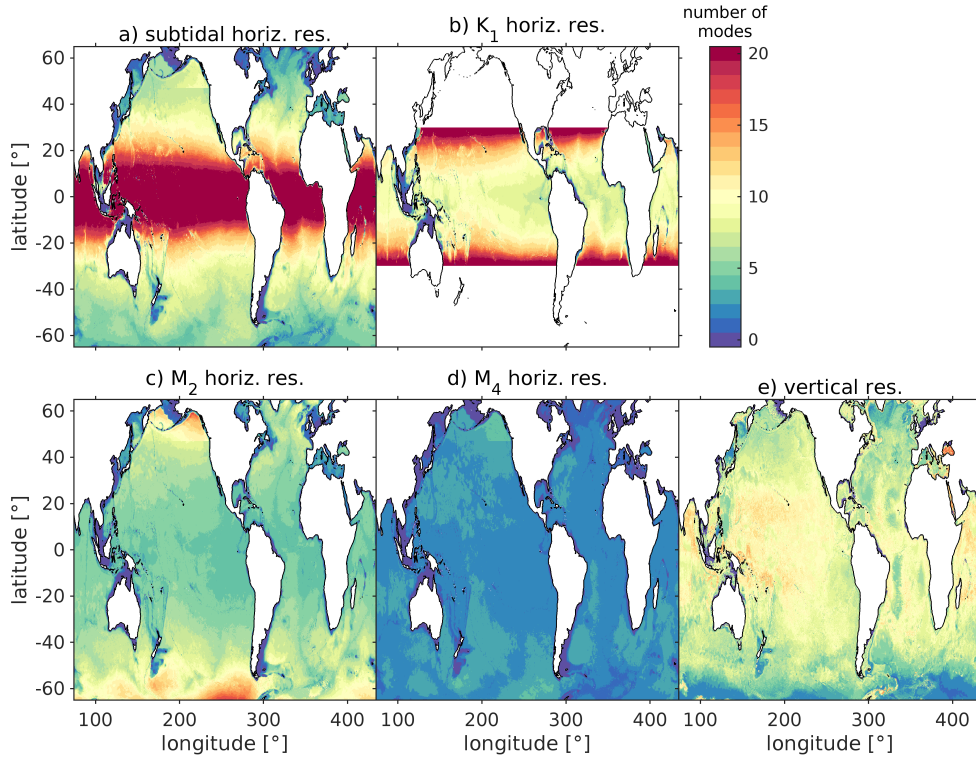 a) subtidal horiz. res.
b) K1 horiz. res.
number of
modes
60
40
20
0
-20
-40
-60
latitude [°]
20
15
10
5
0
c) M2 horiz. res.
d) M4 horiz. res.
e) vertical res.
60
40
20
0
-20
-40
-60
latitude [°]
100 200 300 400
100 200 300 400
100 200 300 400
longitude [°]
longitude [°]
longitude [°]